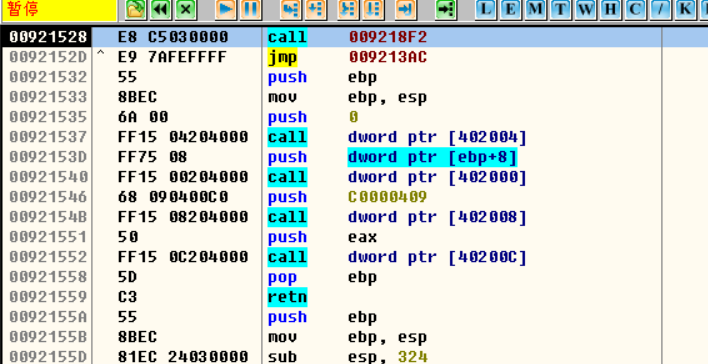 暂停 L E M T W H C / K
00921528 E8 C5030000 call 009218F2
0092152D ^ E9 7AFEFFFF jmp 009213AC
00921532 55 push ebp
00921533 8BEC mov ebp, esp
00921535 6A 00 push 0
00921537 FF15 04204000 call dword ptr [402004]
0092153D FF75 08 push dword ptr [ebp+8]
00921540 FF15 00204000 call dword ptr [402000]
00921546 68 090400C0 push C0000409
0092154B FF15 08204000 call dword ptr [402008]
00921551 50 push eax
00921552 FF15 0C204000 call dword ptr [40200C]
00921558 5D pop ebp
00921559 C3 retn
0092155A 55 push ebp
0092155B 8BEC mov ebp, esp
0092155D 81EC 24030000 sub esp, 324